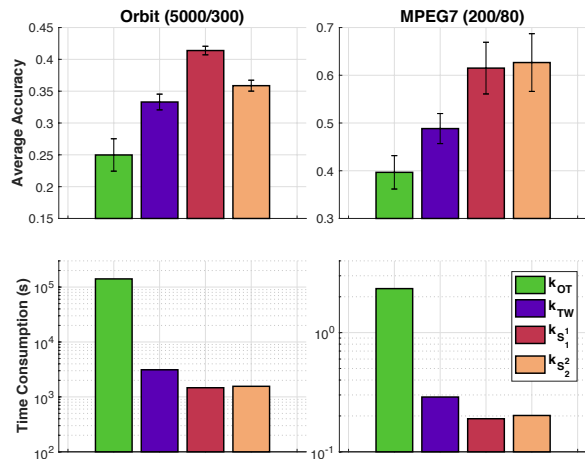 Orbit (5000/300)
MPEG7 (200/80)
Average Accuracy
0.45
0.4
0.35
0.3
0.25
0.2
0.15
0.7
0.6
0.5
0.4
0.3
Time Consumption (s)
10^5
10^4
10^3
10^2
10^0
10^-1
k_OT
k_TW
k_S_1^1
k_S_2^2